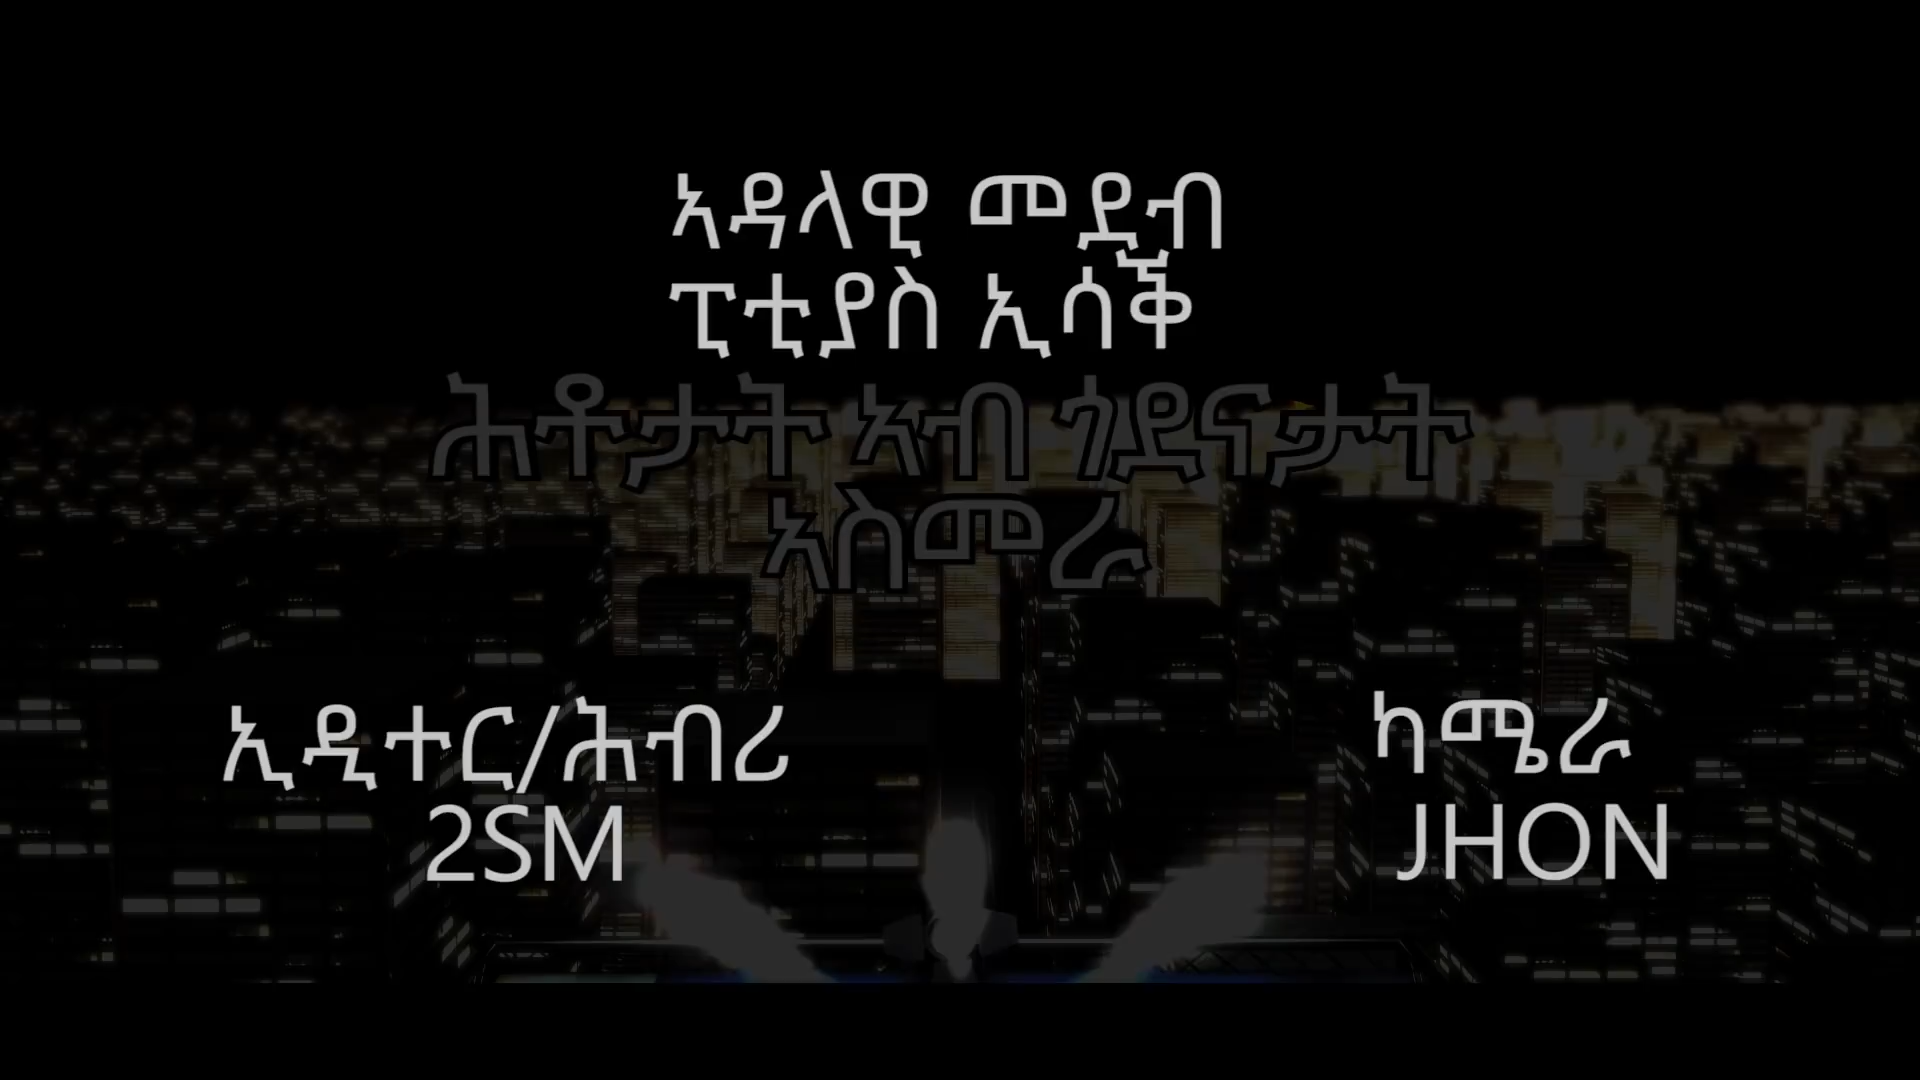 ኣዳላዊ መደብ
ፒቲያስ ኢሳቕ
ሕቶታት ኣብ ጎደናታት
ኣስመራ
ኢዲተር/ሕብሪ
2SM
ካሜራ
JHON